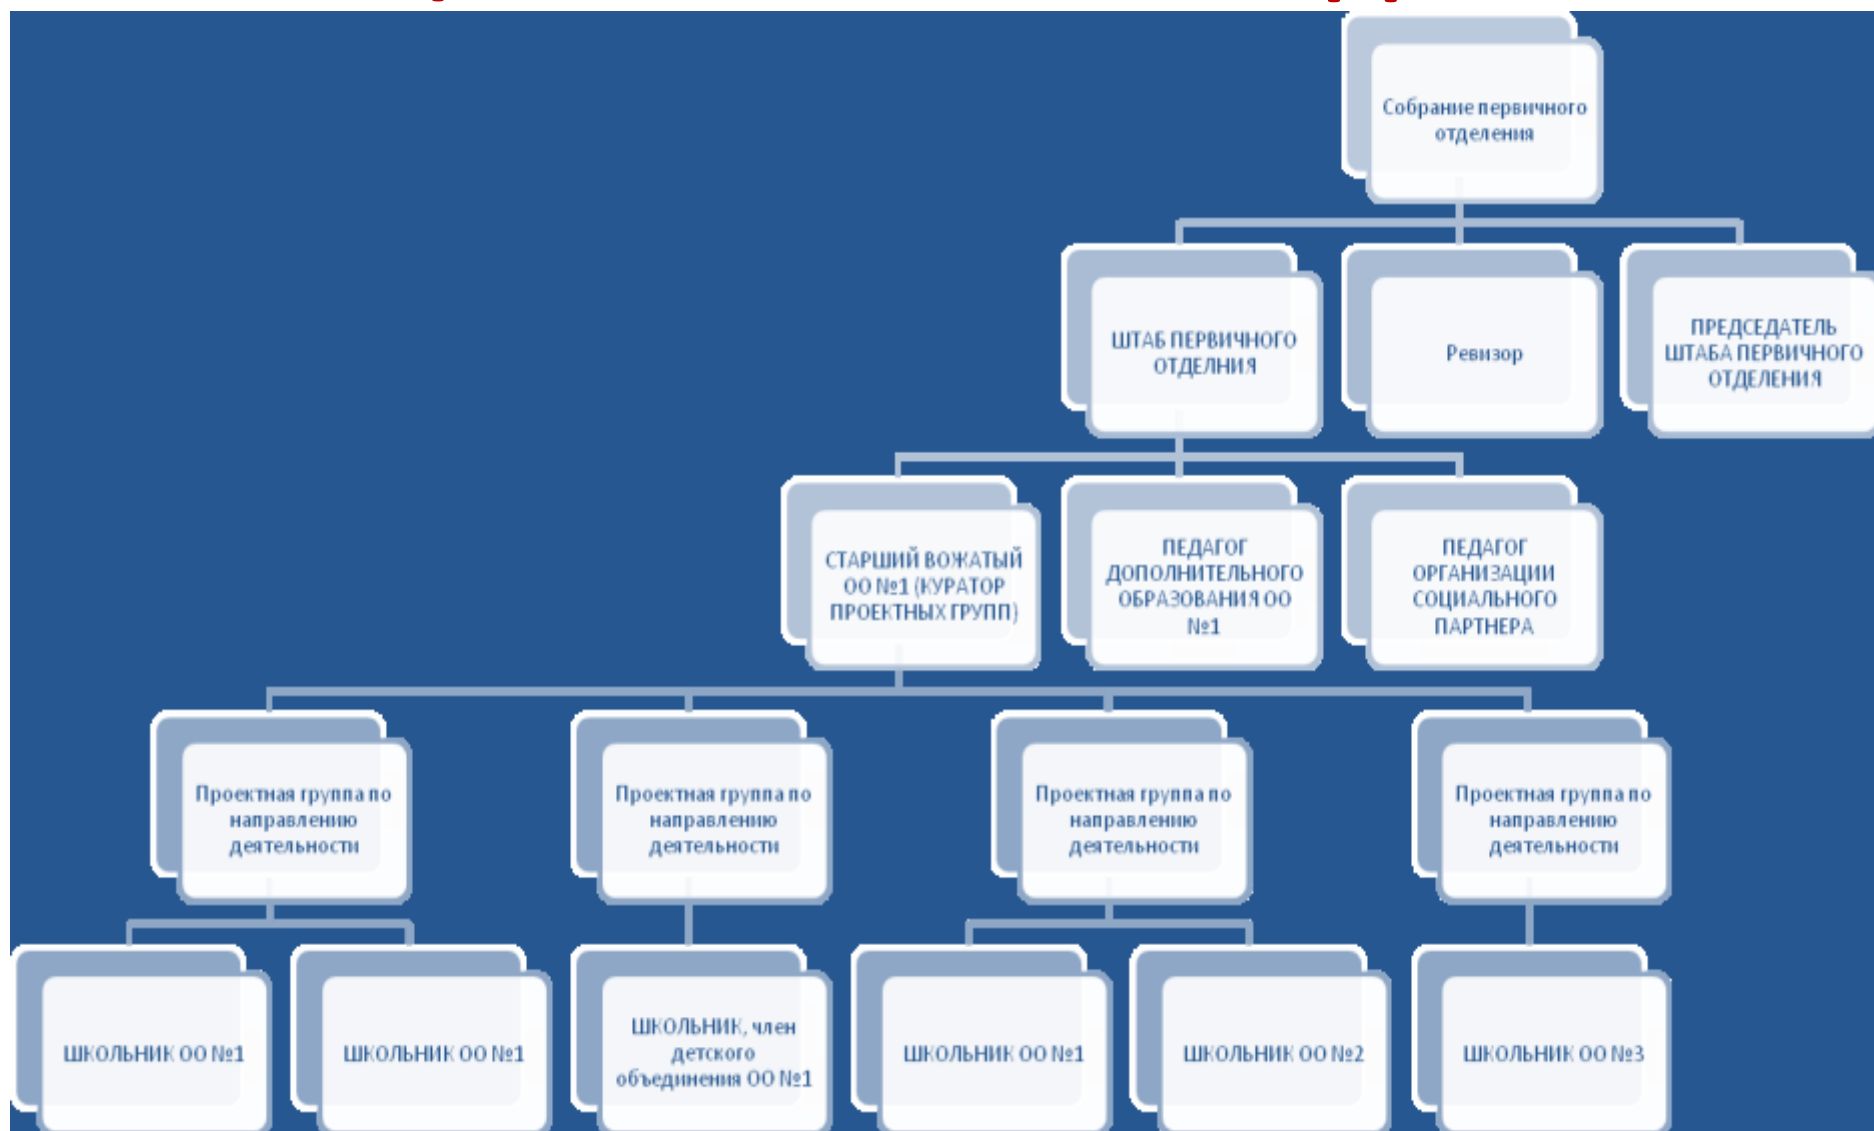 Собрание первичного
отделения
ШТАБ ПЕРВИЧНОГО
ОТДЕЛНИЯ
Ревизор
ПРЕДСЕДАТЕЛЬ
ШТАБА ПЕРВИЧНОГО
ОТДЕЛЕНИЯ
СТАРШИЙ ВОЖАТЫЙ
ОО №1 (КУРАТОР
ПРОЕКТНЫХ ГРУПП)
ПЕДАГОГ
ДОПОЛНИТЕЛЬНОГО
ОБРАЗОВАНИЯ ОО
№1
ПЕДАГОГ
ОРГАНИЗАЦИИ
СОЦИАЛЬНОГО
ПАРТНЕРА
Проектная группа по
направлению
деятельности
Проектная группа по
направлению
деятельности
Проектная группа по
направлению
деятельности
Проектная группа по
направлению
деятельности
ШКОЛЬНИК ОО №1
ШКОЛЬНИК ОО №1
ШКОЛЬНИК, член
детского
объединения ОО №1
ШКОЛЬНИК ОО №1
ШКОЛЬНИК ОО №2
ШКОЛЬНИК ОО №3